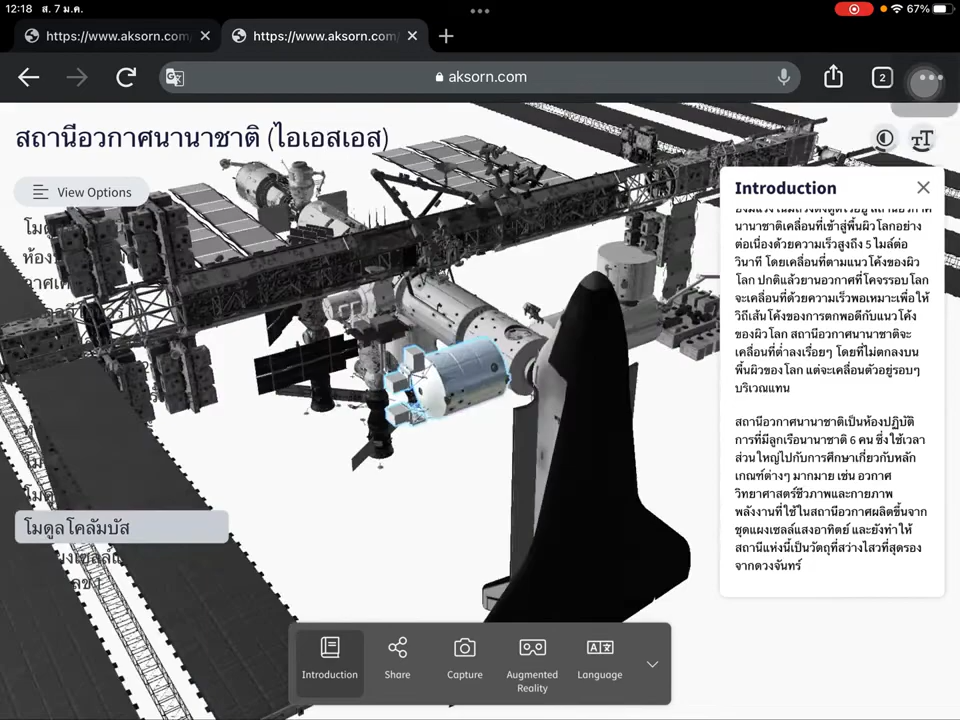 12:18 ส. 7 ม.ค.
67%
https://www.aksorn.com
https://www.aksorn.com
aksorn.com
2
สถานีอวกาศนานาชาติ (ไอเอสเอส)
View Options
โมดูลโคลัมบัส
Introduction
นานาชาติเคลื่อนที่เข้าสู่พื้นผิวโลกอย่าง
ต่อเนื่องด้วยความเร็วสูงถึง 5 ไมล์ต่อ
วินาที โดยเคลื่อนที่ตามแนวโค้งของผิว
โลก ปกติแล้วยานอวกาศที่โคจรรอบโลก
จะเคลื่อนที่ด้วยความเร็วพอเหมาะเพื่อให้
วิถีเส้นโค้งของการตกพอดีกับแนวโค้ง
ของผิวโลก สถานีอวกาศนานาชาติจะ
เคลื่อนที่ต่ำลงเรื่อยๆ โดยที่ไม่ตกลงบน
พื้นผิวของโลก แต่จะเคลื่อนตัวอยู่รอบๆ
บริเวณแทน
สถานีอวกาศนานาชาติเป็นห้องปฏิบัติ
การที่มีลูกเรือนานาชาติ 6 คน ซึ่งใช้เวลา
ส่วนใหญ่ไปกับการศึกษาเกี่ยวกับหลัก
เกณฑ์ต่างๆ มากมาย เช่น อวกาศ
วิทยาศาสตร์ชีวภาพและกายภาพ
พลังงานที่ใช้ในสถานีอวกาศผลิตขึ้นจาก
ชุดแผงเซลล์แสงอาทิตย์ และยังทำให้
สถานีแห่งนี้เป็นวัตถุที่สว่างไสวที่สุดรอง
จากดวงจันทร์
Introduction
Share
Capture
Augmented
Reality
Language